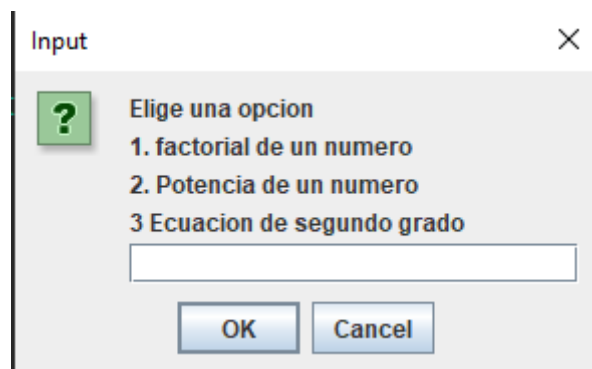 Input
Elige una opcion
1. factorial de un numero
2. Potencia de un numero
3 Ecuacion de segundo grado
OK Cancel